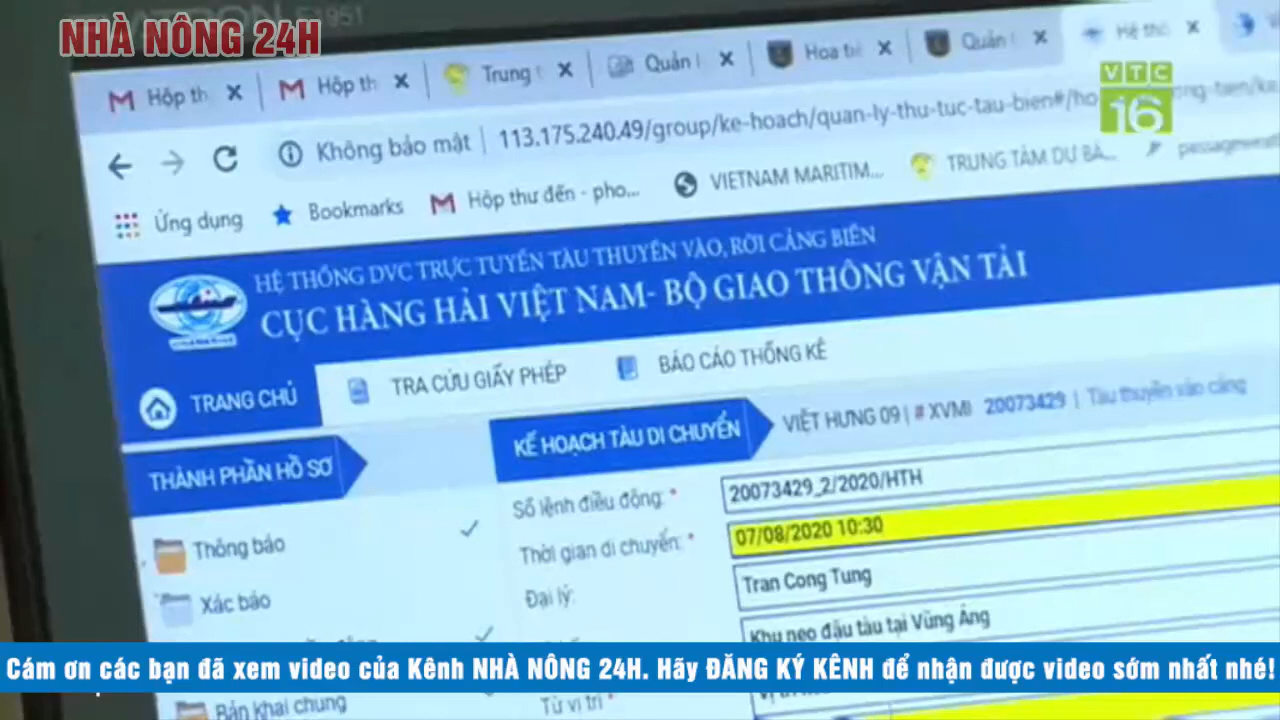 NHÀ NÔNG 24H
E1951
Hộp th
Hộp th
Trung t
Quản l
Hoa tiê
Quản l
Hệ thố
VTC
16
Không bảo mật
113.175.240.49/group/ke-hoach/quan-ly-thu-tuc-tau-bien#/ho
Ứng dụng
Bookmarks
Hộp thư đến - pho...
VIETNAM MARITIM...
TRUNG TÂM DỰ BÁ...
HỆ THỐNG DVC TRỰC TUYẾN TÀU THUYỀN VÀO, RỜI CẢNG BIỂN
CỤC HÀNG HẢI VIỆT NAM- BỘ GIAO THÔNG VẬN TẢI
TRANG CHỦ
TRA CỨU GIẤY PHÉP
BÁO CÁO THỐNG KÊ
THÀNH PHẦN HỒ SƠ
KẾ HOẠCH TÀU DI CHUYỂN
VIỆT HƯNG 09 | # XVMI 20073429 | Tàu thuyền vào cảng
Số lệnh điều động: *
20073429_2/2020/HTH
Thông báo
Thời gian di chuyển: *
07/08/2020 10:30
Xác báo
Đại lý:
Tran Cong Tung
Khu neo đậu tàu tại Vũng Áng
Cám ơn các bạn đã xem video của Kênh NHÀ NÔNG 24H. Hãy ĐĂNG KÝ KÊNH để nhận được video sớm nhất nhé!
Bản khai chung
Từ vị trí *